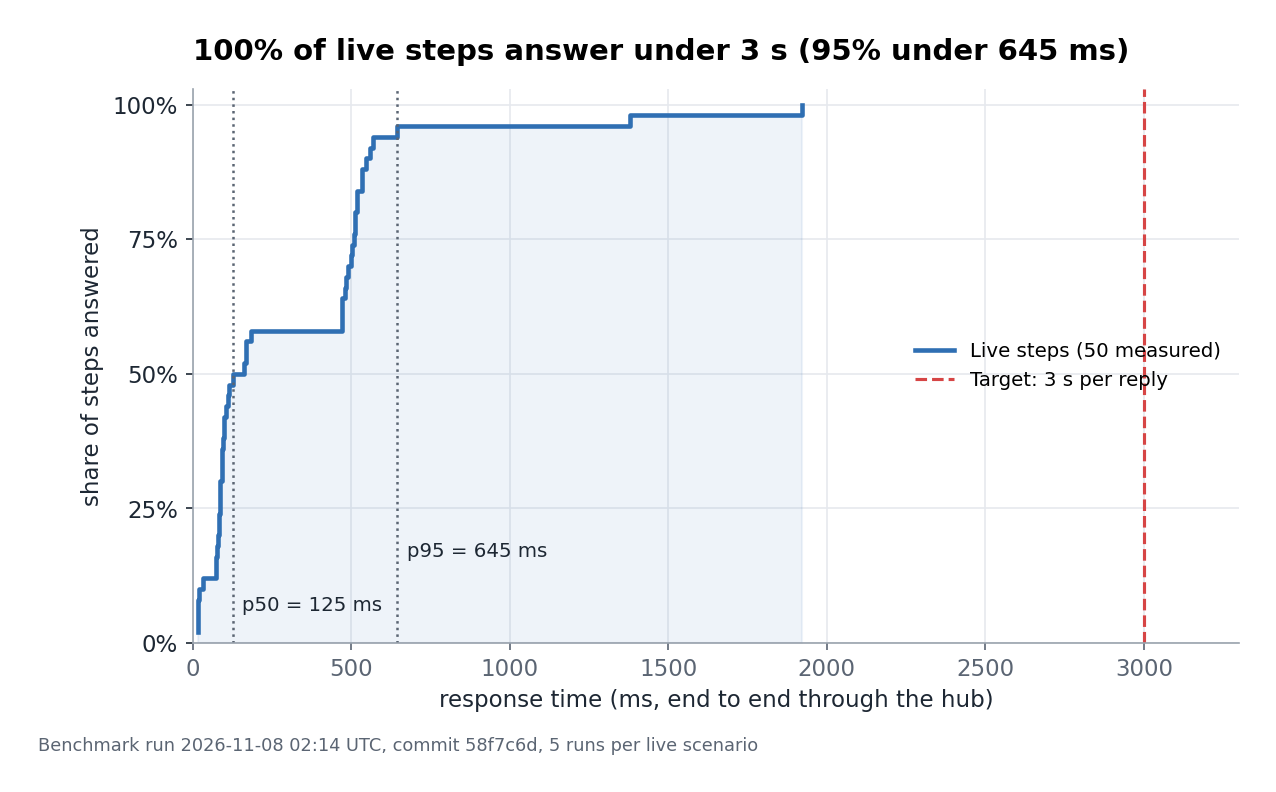 100% of live steps answer under 3 s (95% under 645 ms)
100%
75%
50%
25%
0%
share of steps answered
p95 = 645 ms
p50 = 125 ms
Live steps (50 measured)
Target: 3 s per reply
0
500
1000
1500
2000
2500
3000
response time (ms, end to end through the hub)
Benchmark run 2026-11-08 02:14 UTC, commit 58f7c6d, 5 runs per live scenario